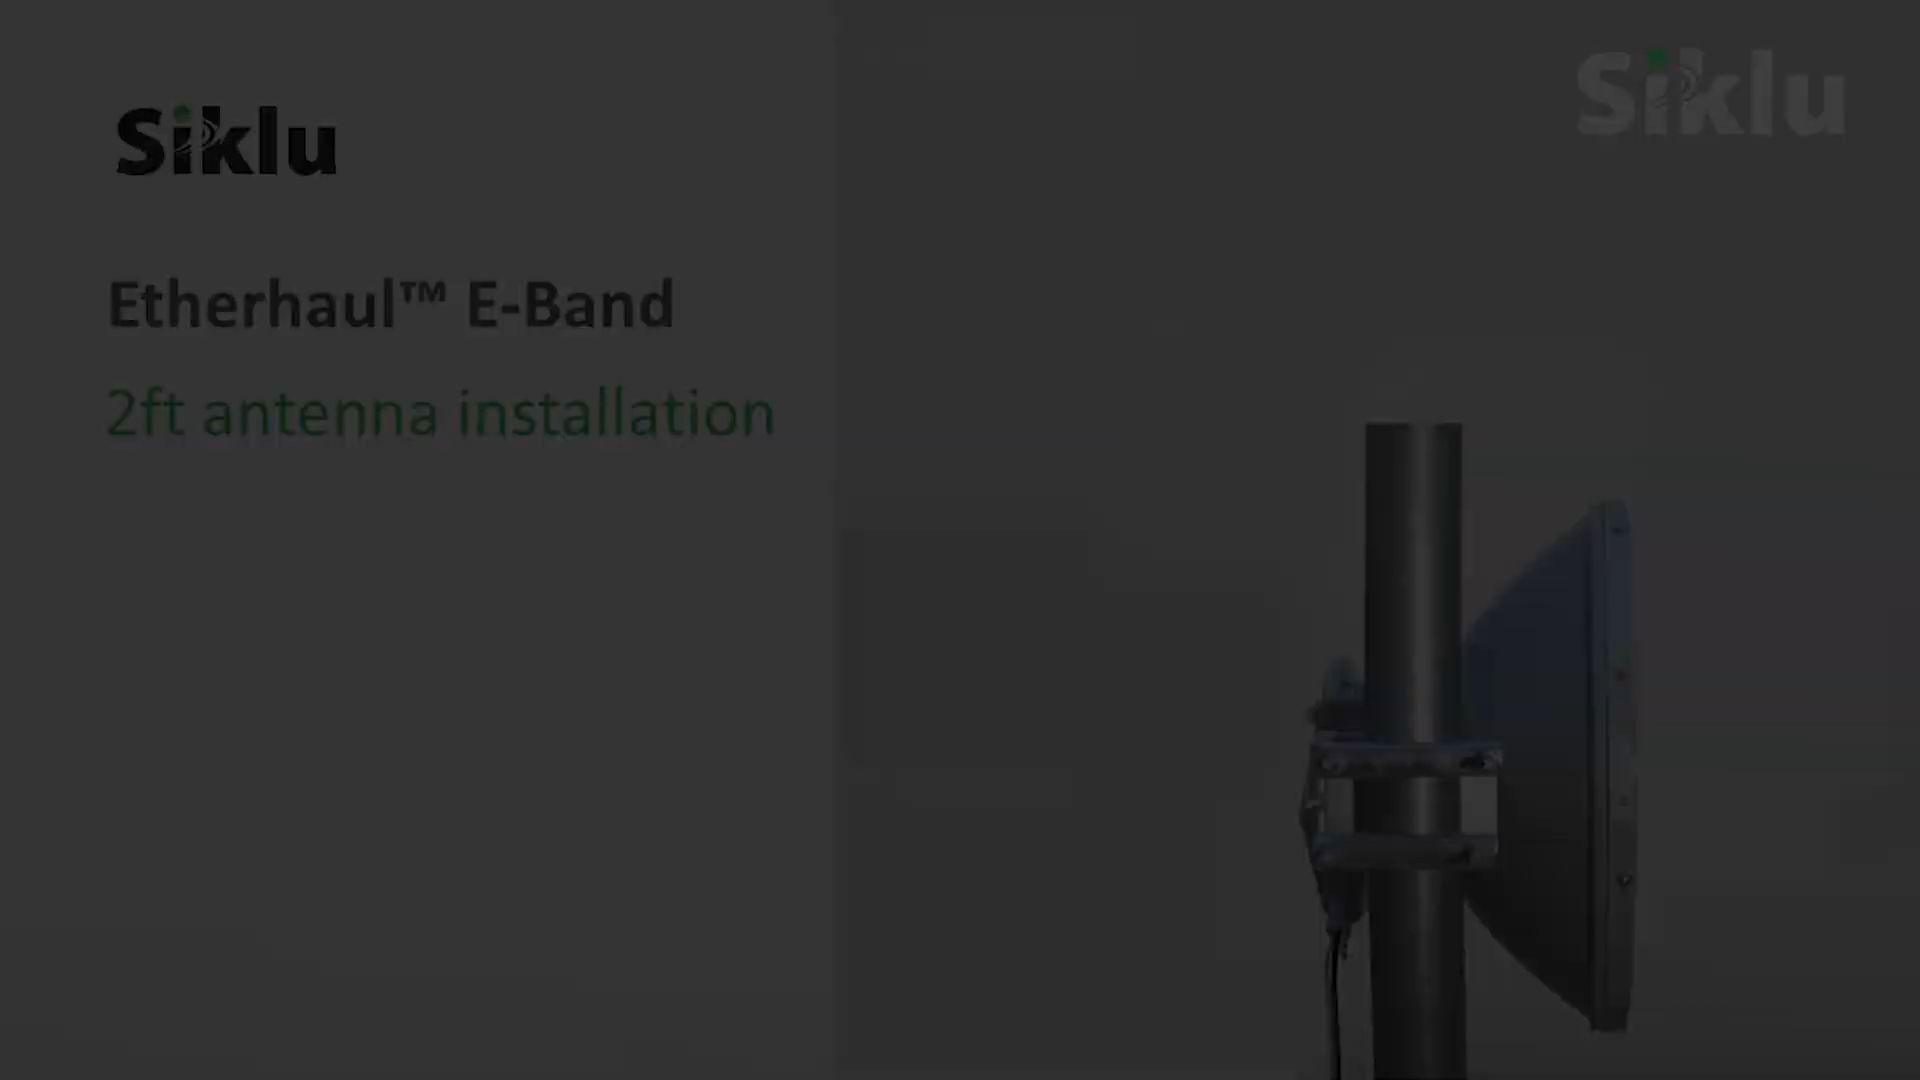 Siklu
Siklu
Etherhaul™ E-Band
2ft antenna installation